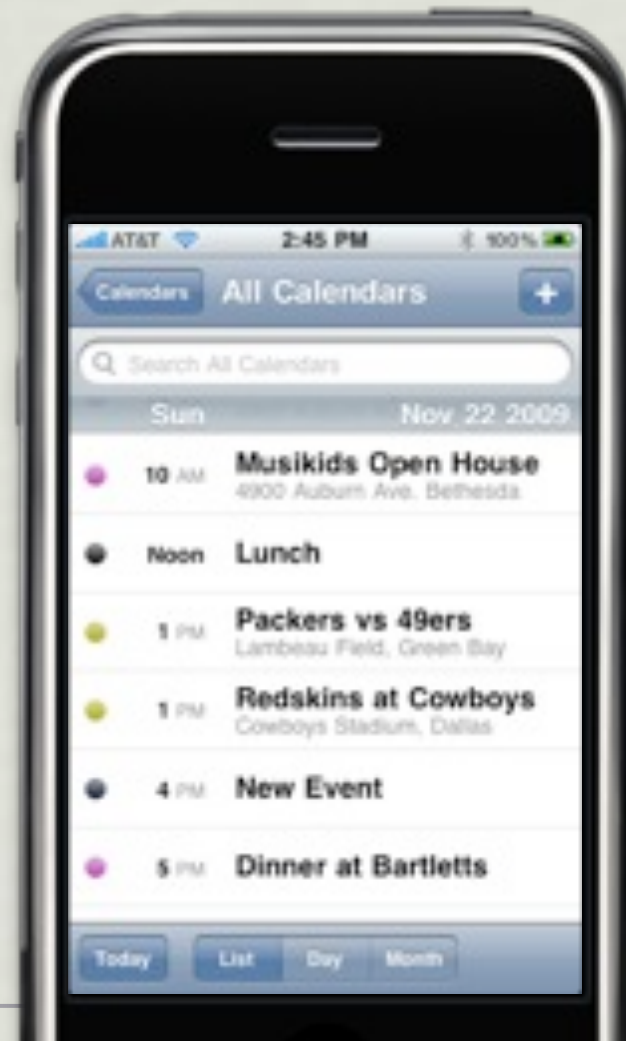 AT&T 2:45 PM 100%
Calendars All Calendars +
Search All Calendars
Sun Nov 22 2009
10 AM Musikids Open House
4900 Auburn Ave. Bethesda
Noon Lunch
1 PM Packers vs 49ers
Lambeau Field, Green Bay
1 PM Redskins at Cowboys
Cowboys Stadium, Dallas
4 PM New Event
5 PM Dinner at Bartletts
Today List Day Month